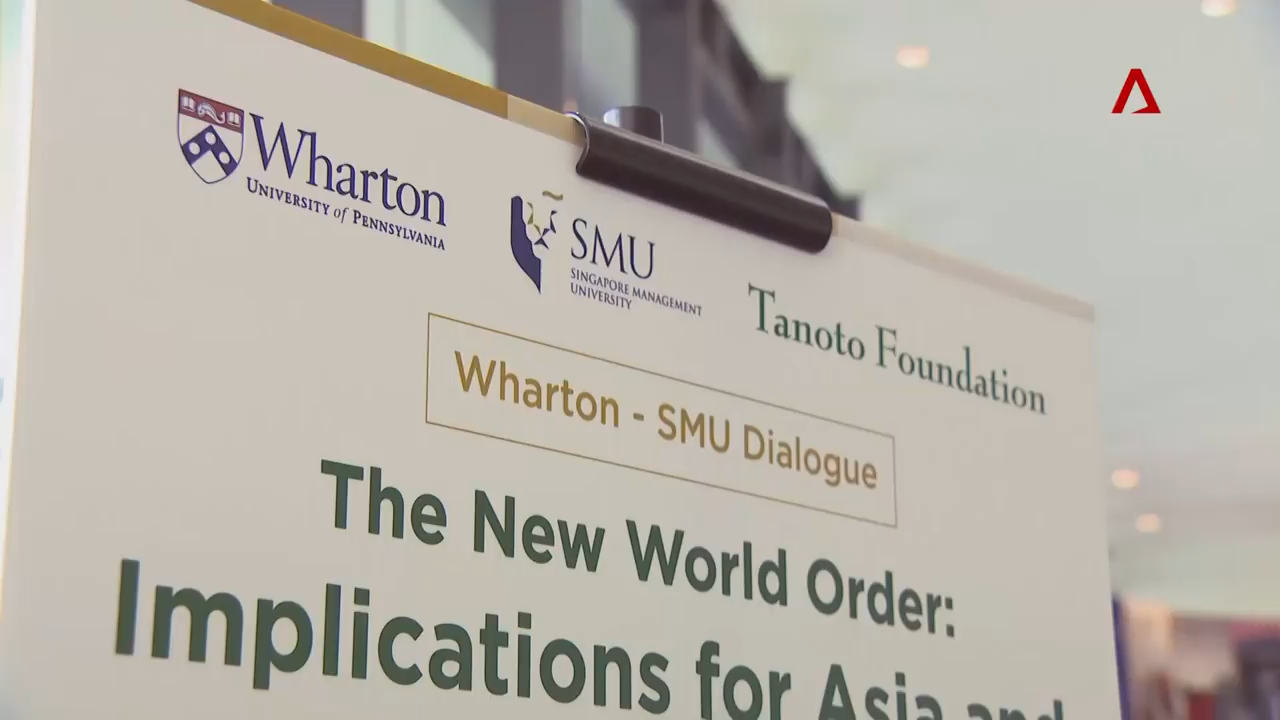 Wharton
UNIVERSITY of PENNSYLVANIA
SMU
SINGAPORE MANAGEMENT
UNIVERSITY
Tanoto Foundation
Wharton - SMU Dialogue
The New World Order:
Implications for Asia and